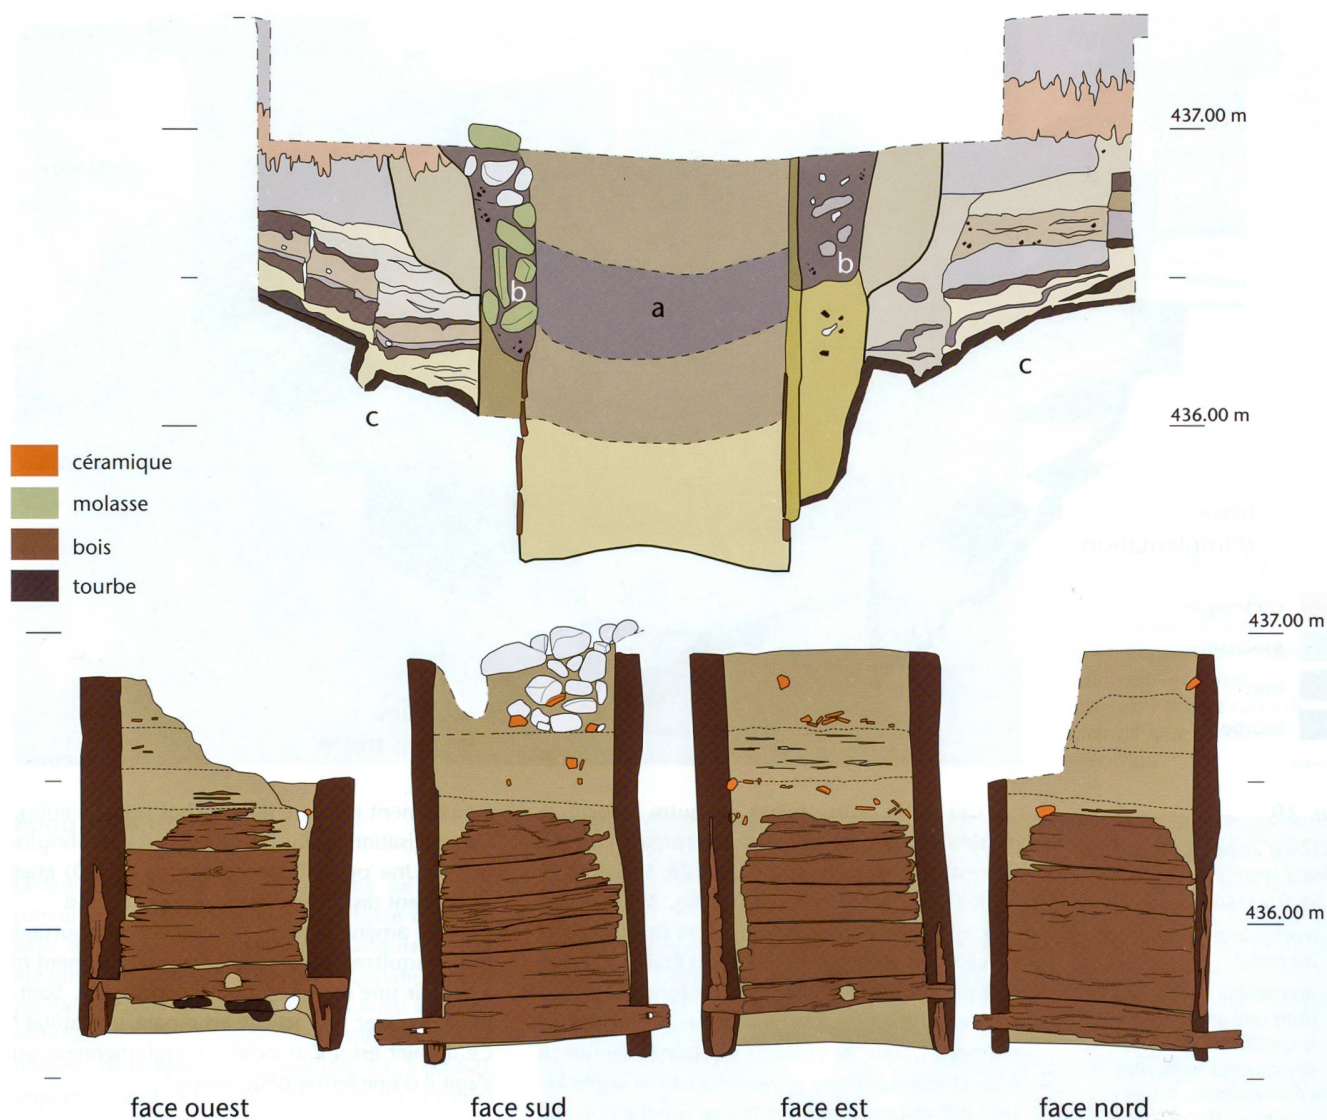 437.00 m
b
b
a
c
c
436.00 m
céramique
molasse
bois
tourbe
437.00 m
436.00 m
face ouest
face sud
face est
face nord